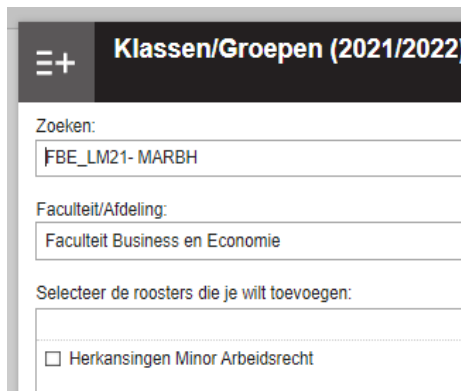 Klassen/Groepen (2021/2022)
Zoeken:
FBE_LM21- MARBH
Faculteit/Afdeling:
Faculteit Business en Economie
Selecteer de roosters die je wilt toevoegen:
Herkansingen Minor Arbeidsrecht